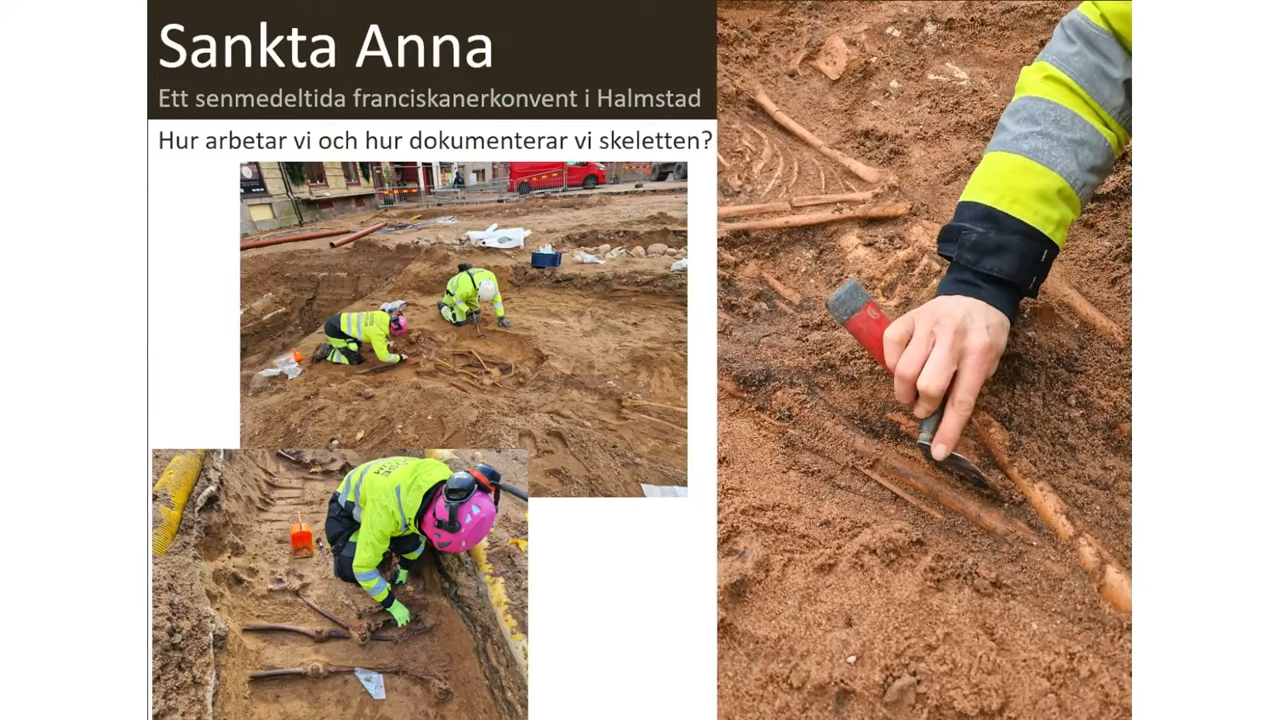 Sankta Anna
Ett senmedeltida franciskanerkonvent i Halmstad
Hur arbetar vi och hur dokumenterar vi skeletten?